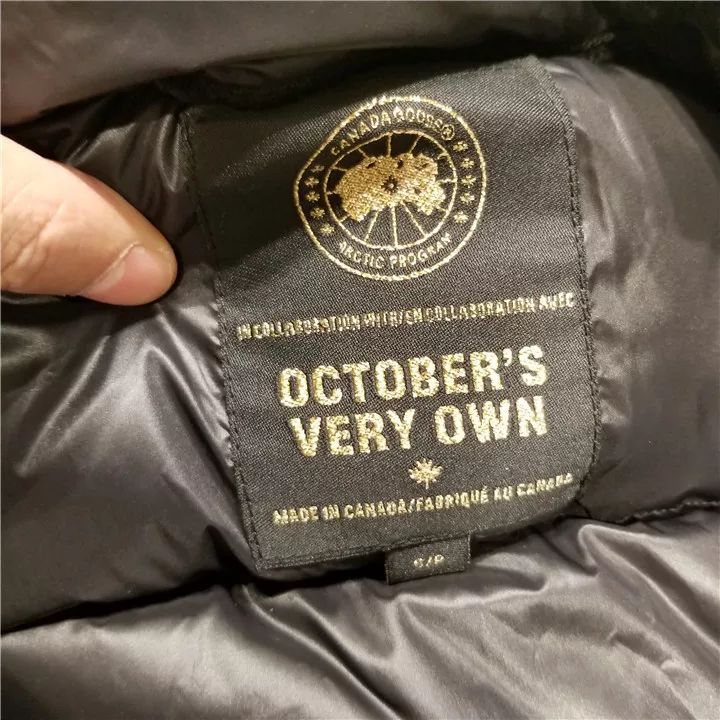 CANADA GOOSE®
ARCTIC PROGRAM
IN COLLABORATION WITH/EN COLLABORATION AVEC
OCTOBER'S
VERY OWN
MADE IN CANADA/FABRIQUÉ AU CANADA
S/P